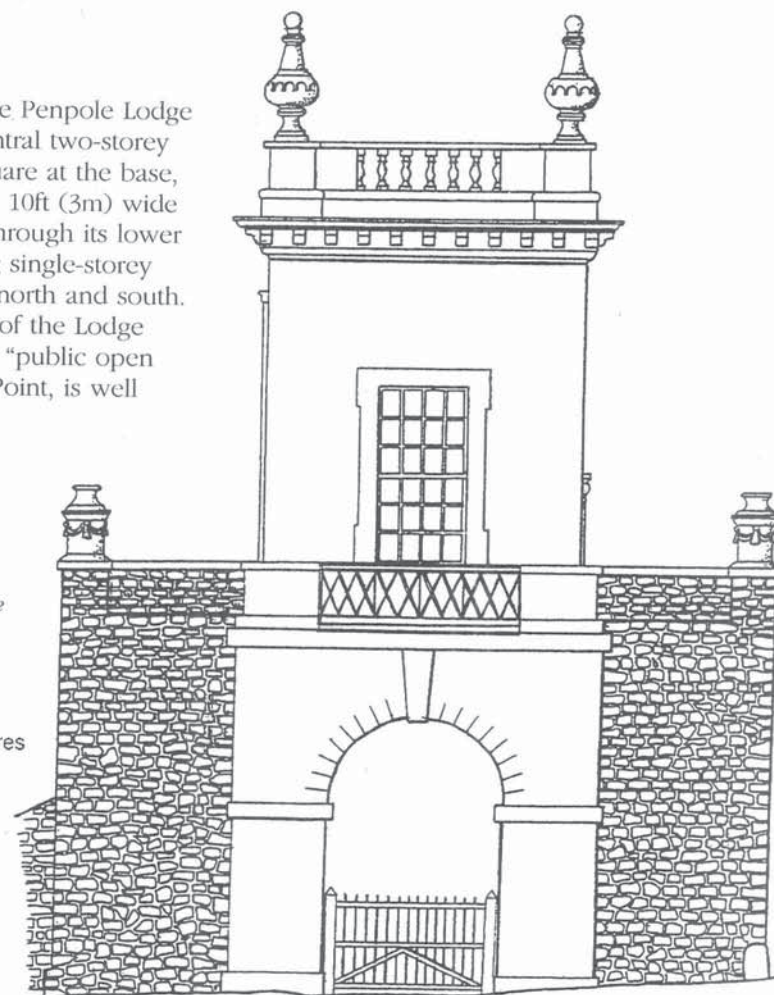 e Penpole Lodge
ntral two-storey
uare at the base,
10ft (3m) wide
hrough its lower
single-storey
north and south.
of the Lodge
“public open
Point, is well
res